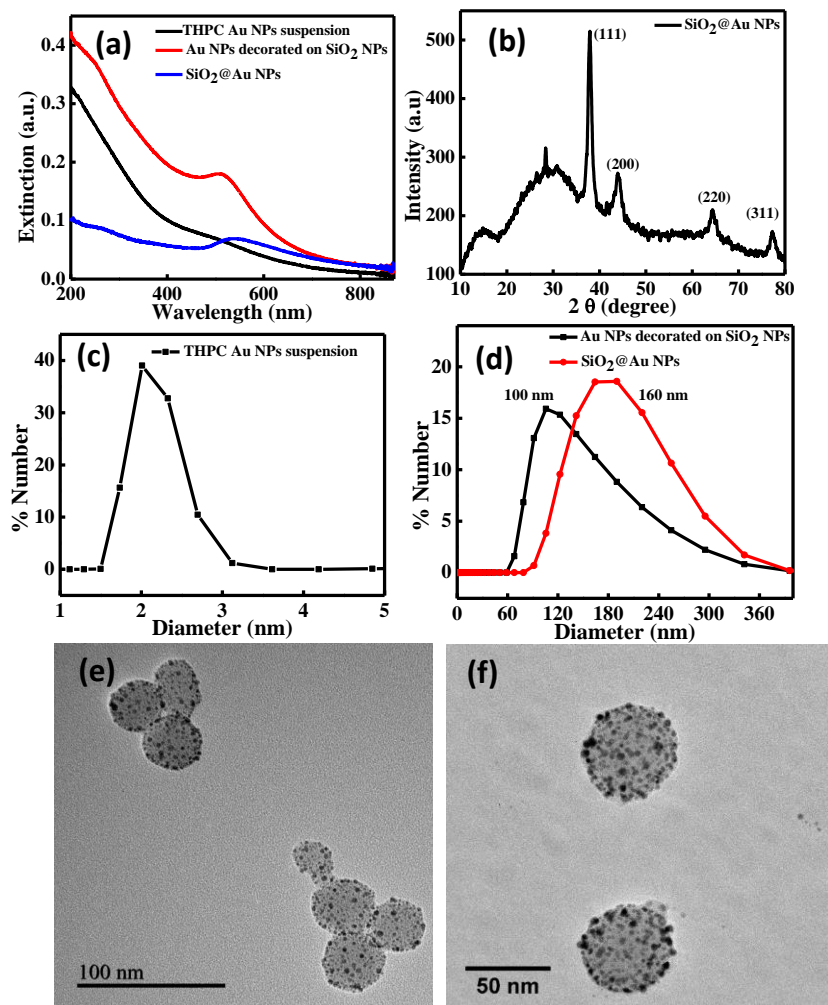 (a)
THPC Au NPs suspension
Au NPs decorated on SiO2 NPs
SiO2@Au NPs
Extinction (a.u.)
0.4
0.3
0.2
0.1
0.0
200 400 600 800
Wavelength (nm)
(b)
SiO2@Au NPs
(111)
(200)
(220)
(311)
Intensity (a.u)
500
400
300
200
100
10 20 30 40 50 60 70 80
2 θ (degree)
(c)
THPC Au NPs suspension
% Number
40
30
20
10
0
1 2 3 4 5
Diameter (nm)
(d)
Au NPs decorated on SiO2 NPs
SiO2@Au NPs
100 nm
160 nm
% Number
20
15
10
5
0
0 60 120 180 240 300 360
Diameter (nm)
(e)
100 nm
(f)
50 nm